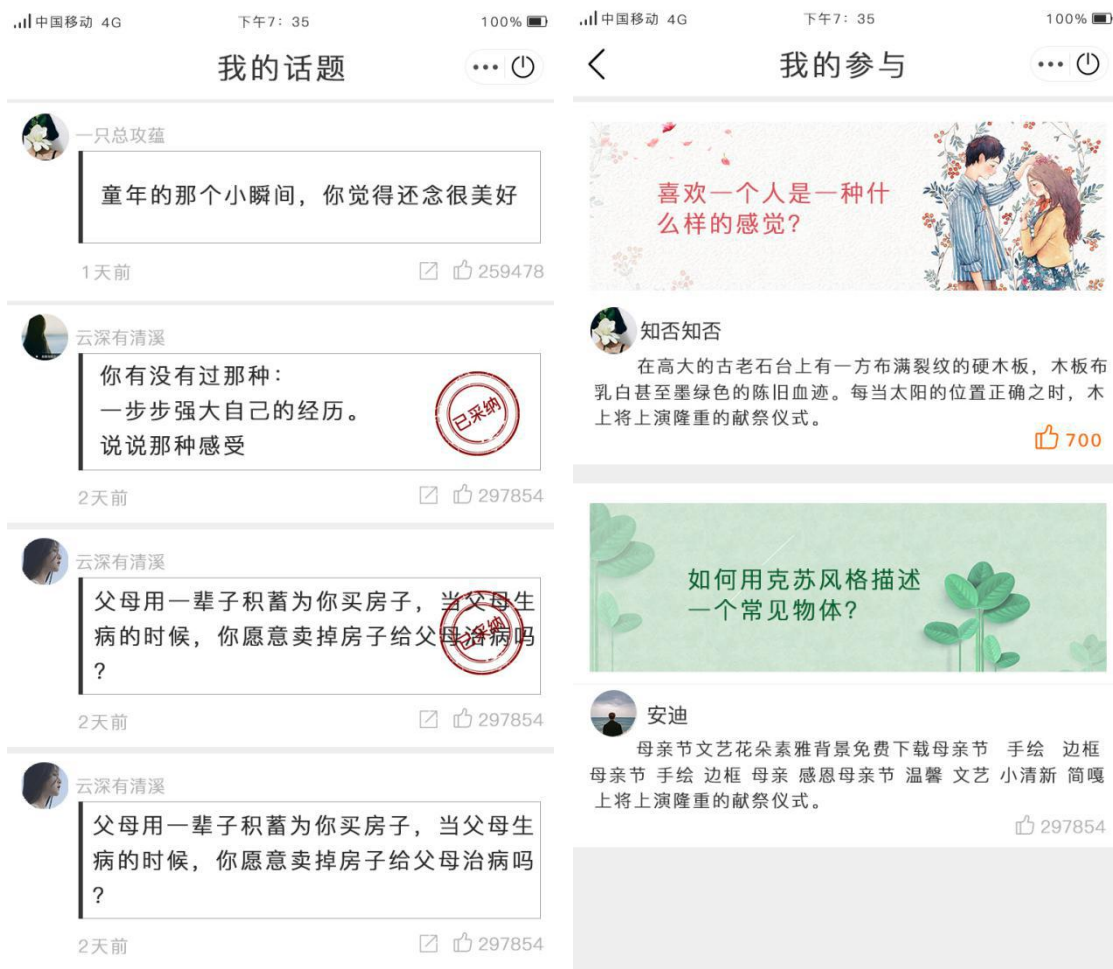 中国移动 4G 下午7：35 100%
我的话题
一只总攻蕴
童年的那个小瞬间，你觉得还念很美好
1天前 259478
云深有清溪
你有没有过那种：
一步步强大自己的经历。
说说那种感受
已采纳
2天前 297854
云深有清溪
父母用一辈子积蓄为你买房子，当父母生
病的时候，你愿意卖掉房子给父母治病吗
？
已采纳
2天前 297854
云深有清溪
父母用一辈子积蓄为你买房子，当父母生
病的时候，你愿意卖掉房子给父母治病吗
？
2天前 297854
中国移动 4G 下午7：35 100%
我的参与
喜欢一个人是一种什
么样的感觉？
知否知否
在高大的古老石台上有一方布满裂纹的硬木板，木板布
乳白甚至墨绿色的陈旧血迹。每当太阳的位置正确之时，木
上将上演隆重的献祭仪式。
700
如何用克苏风格描述
一个常见物体？
安迪
母亲节文艺花朵素雅背景免费下载母亲节 手绘 边框
母亲节 手绘 边框 母亲 感恩母亲节 温馨 文艺 小清新 简嘎
上将上演隆重的献祭仪式。
297854